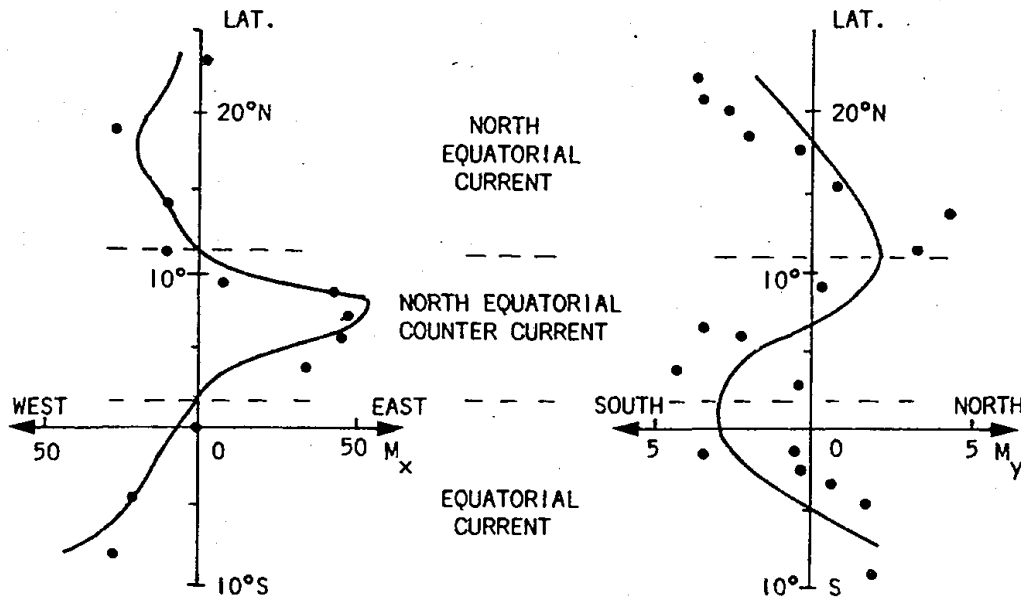 LAT.
20°N
10°
WEST
EAST
50
0
50
M
x
10°S
NORTH
EQUATORIAL
CURRENT
NORTH EQUATORIAL
COUNTER CURRENT
EQUATORIAL
CURRENT
LAT.
20°N
10°
SOUTH
NORTH
5
0
5
M
y
10° S